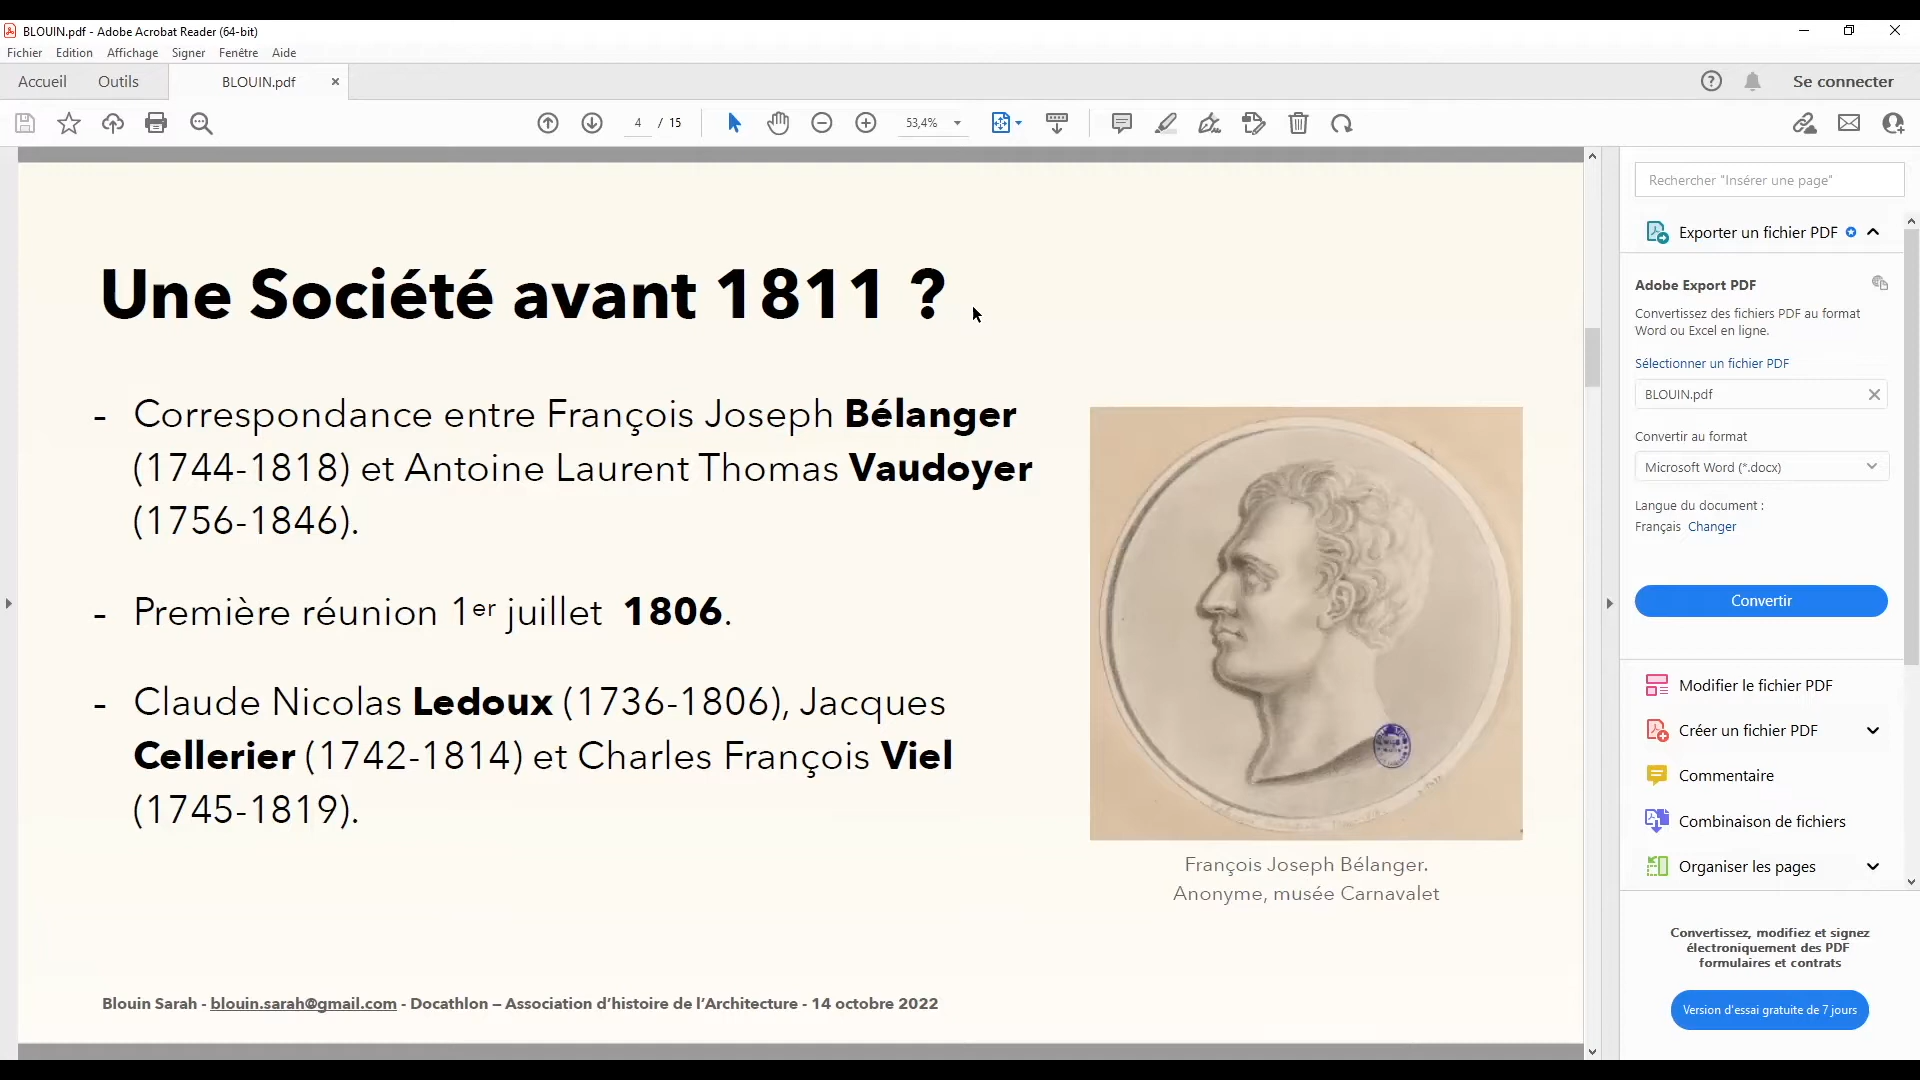 BLOUIN.pdf - Adobe Acrobat Reader (64-bit)
Fichier Edition Affichage Signer Fenêtre Aide
Accueil Outils BLOUIN.pdf × Se connecter
4 / 15 53,4%
Rechercher "Insérer une page"
Exporter un fichier PDF
Adobe Export PDF
Convertissez des fichiers PDF au format
Word ou Excel en ligne.
Sélectionner un fichier PDF
BLOUIN.pdf
Convertir au format
Microsoft Word (*.docx)
Langue du document :
Français Changer
Convertir
Modifier le fichier PDF
Créer un fichier PDF
Commentaire
Combinaison de fichiers
Organiser les pages
Convertissez, modifiez et signez
électroniquement des PDF
formulaires et contrats
Version d'essai gratuite de 7 jours
Une Société avant 1811 ?
- Correspondance entre François Joseph Bélanger
(1744-1818) et Antoine Laurent Thomas Vaudoyer
(1756-1846).
- Première réunion 1er juillet 1806.
- Claude Nicolas Ledoux (1736-1806), Jacques
Cellerier (1742-1814) et Charles François Viel
(1745-1819).
François Joseph Bélanger.
Anonyme, musée Carnavalet
Blouin Sarah - blouin.sarah@gmail.com - Docathlon – Association d'histoire de l'Architecture - 14 octobre 2022